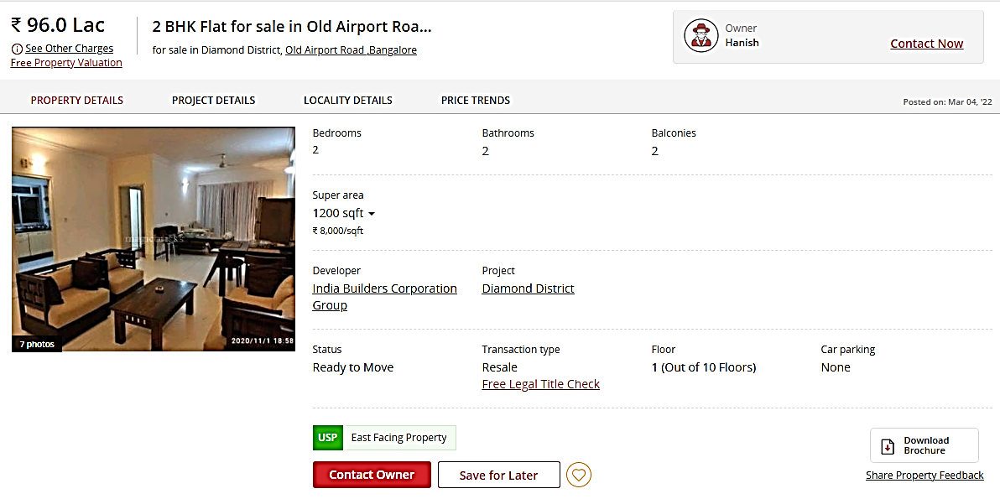 ₹ 96.0 Lac
See Other Charges
Free Property Valuation
2 BHK Flat for sale in Old Airport Roa...
for sale in Diamond District, Old Airport Road ,Bangalore
Owner
Hanish
Contact Now
PROPERTY DETAILS
PROJECT DETAILS
LOCALITY DETAILS
PRICE TRENDS
Posted on: Mar 04, '22
7 photos
2020/11/1 18:58
Bedrooms
2
Bathrooms
2
Balconies
2
Super area
1200 sqft
₹ 8,000/sqft
Developer
India Builders Corporation
Group
Project
Diamond District
Status
Ready to Move
Transaction type
Resale
Free Legal Title Check
Floor
1 (Out of 10 Floors)
Car parking
None
USP
East Facing Property
Contact Owner
Save for Later
Download
Brochure
Share Property Feedback